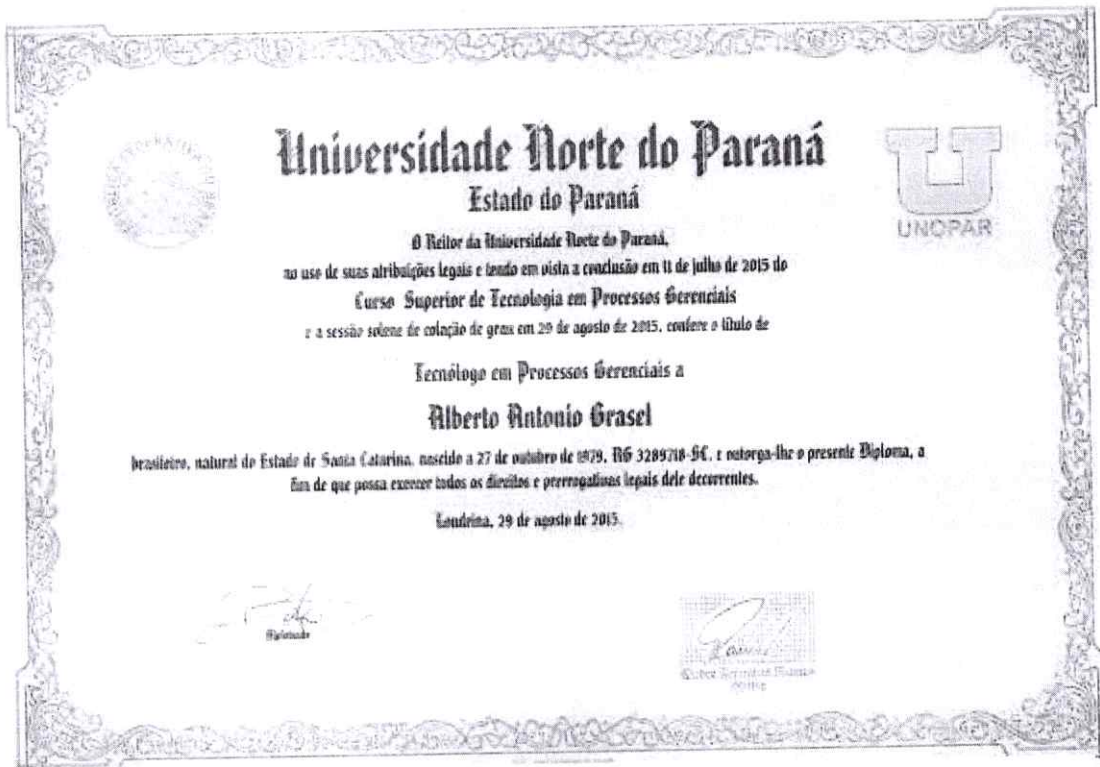 Universidade Norte do Paraná
Estado do Paraná
UNOPAR
O Reitor da Universidade Norte do Paraná,
no uso de suas atribuições legais e tendo em vista a conclusão em 11 de julho de 2015 do
Curso Superior de Tecnologia em Processos Gerenciais
e a sessão solene de colação de grau em 29 de agosto de 2015, confere o título de
Tecnólogo em Processos Gerenciais a
Alberto Antonio Grasel
brasileiro, natural do Estado de Santa Catarina, nascido a 27 de outubro de 1979, RG 3289718-SC, e outorga-lhe o presente Diploma, a
fim de que possa exercer todos os direitos e prerrogativas legais dele decorrentes.
Londrina, 29 de agosto de 2015.
Diplomado